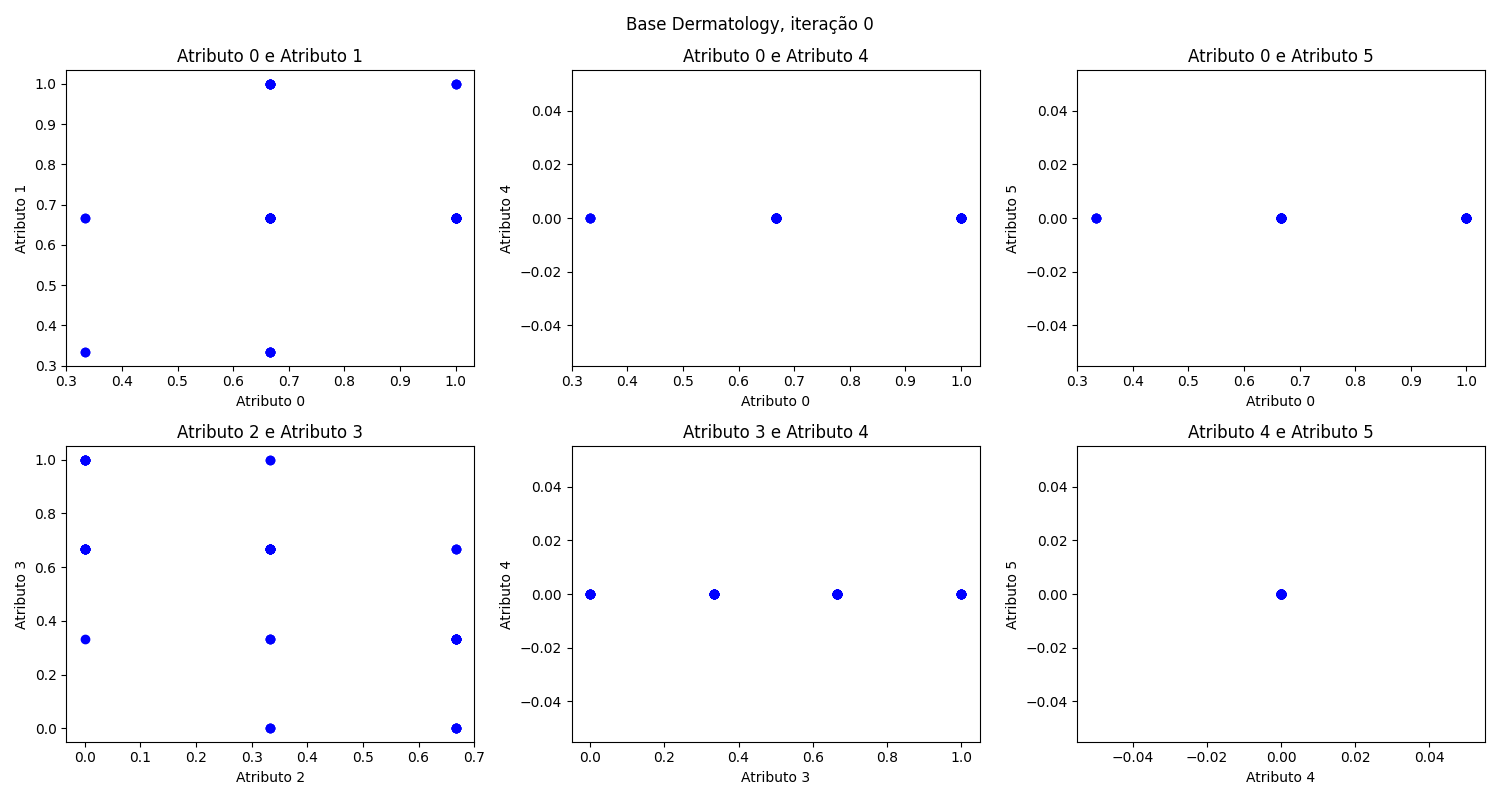 Base Dermatology, iteração 0
Atributo 0 e Atributo 1
1.0
0.9
0.8
0.7
0.6
0.5
0.4
0.3
Atributo 1
0.3 0.4 0.5 0.6 0.7 0.8 0.9 1.0
Atributo 0
Atributo 0 e Atributo 4
0.04
0.02
0.00
−0.02
−0.04
Atributo 4
0.3 0.4 0.5 0.6 0.7 0.8 0.9 1.0
Atributo 0
Atributo 0 e Atributo 5
0.04
0.02
0.00
−0.02
−0.04
Atributo 5
0.3 0.4 0.5 0.6 0.7 0.8 0.9 1.0
Atributo 0
Atributo 2 e Atributo 3
1.0
0.8
0.6
0.4
0.2
0.0
Atributo 3
0.0 0.1 0.2 0.3 0.4 0.5 0.6 0.7
Atributo 2
Atributo 3 e Atributo 4
0.04
0.02
0.00
−0.02
−0.04
Atributo 4
0.0 0.2 0.4 0.6 0.8 1.0
Atributo 3
Atributo 4 e Atributo 5
0.04
0.02
0.00
−0.02
−0.04
Atributo 5
−0.04 −0.02 0.00 0.02 0.04
Atributo 4